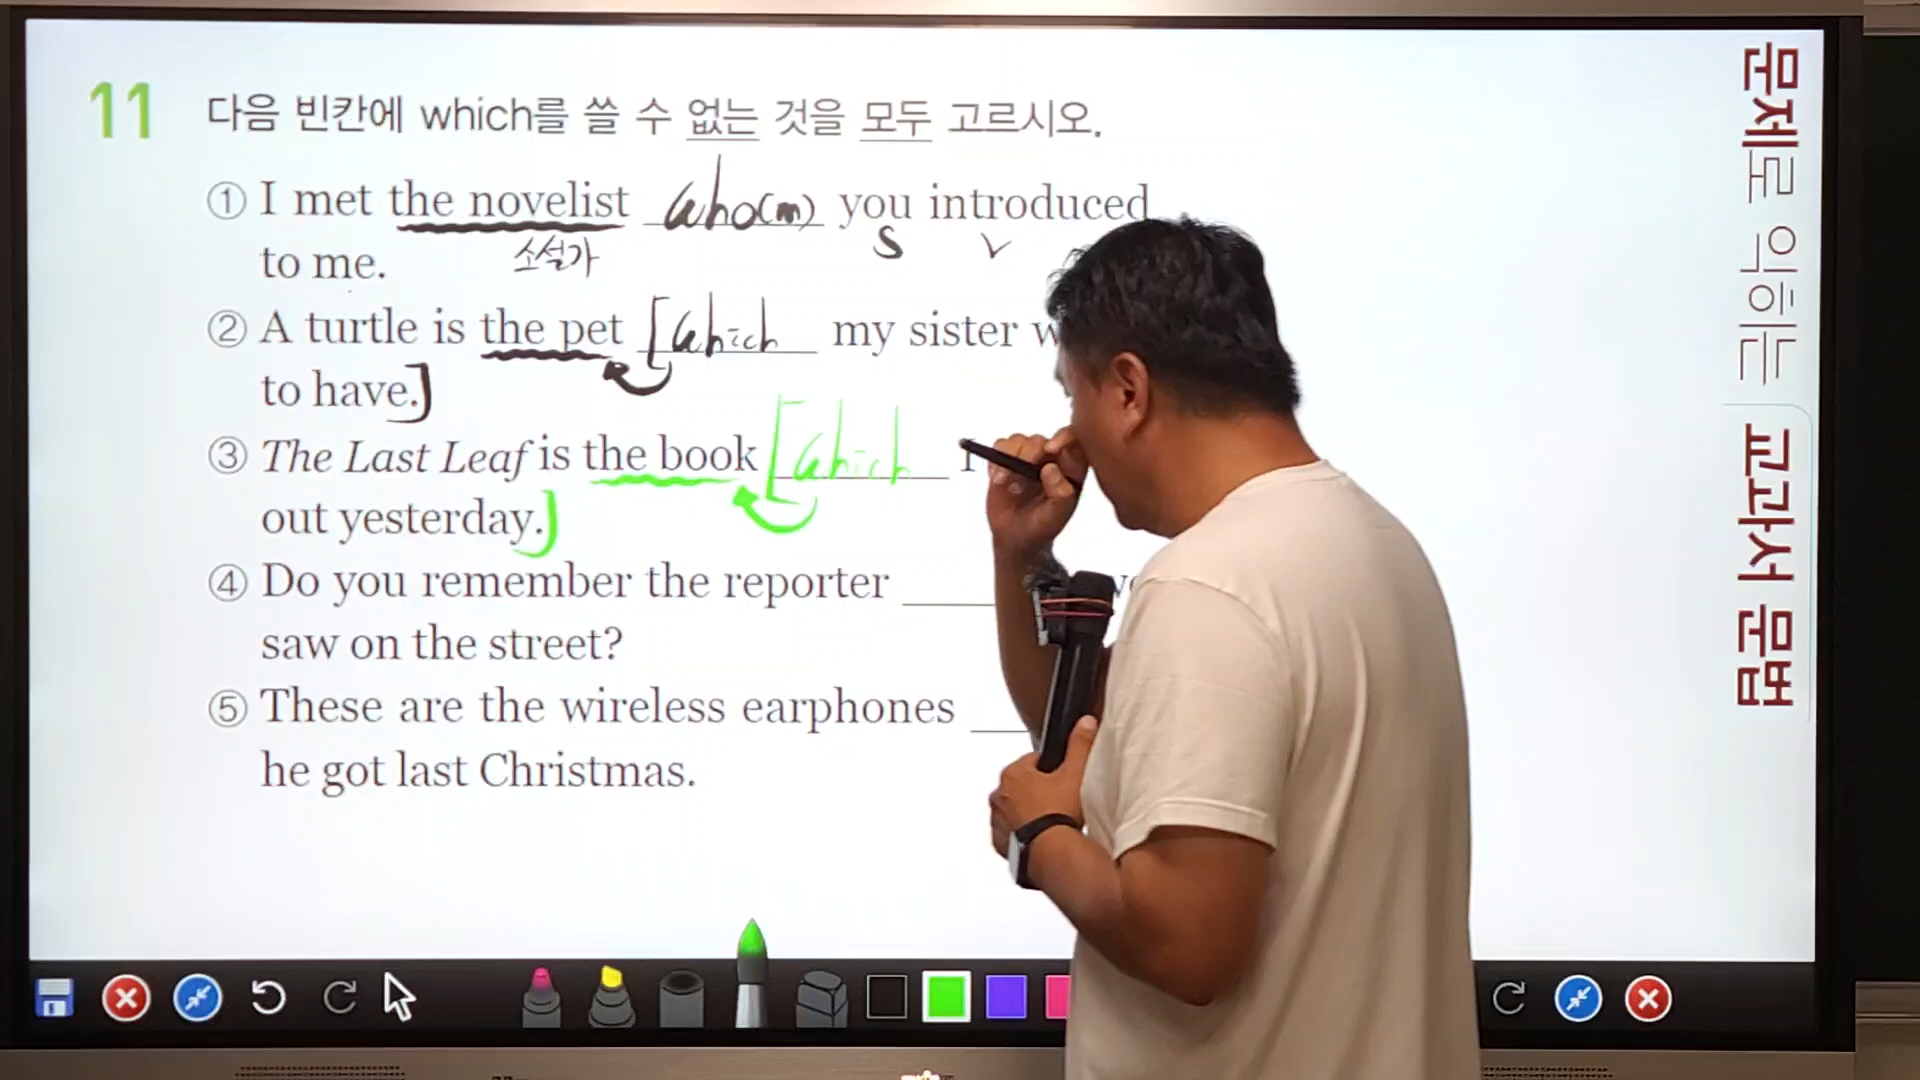 11 다음 빈칸에 which를 쓸 수 없는 것을 모두 고르시오.
① I met the novelist who(m) you introduced
소설가 S V
to me.
② A turtle is the pet [which my sister
to have.]
③ The Last Leaf is the book [which I
out yesterday.]
④ Do you remember the reporter
saw on the street?
⑤ These are the wireless earphones
he got last Christmas.
문제로 익히는 교과서 문법